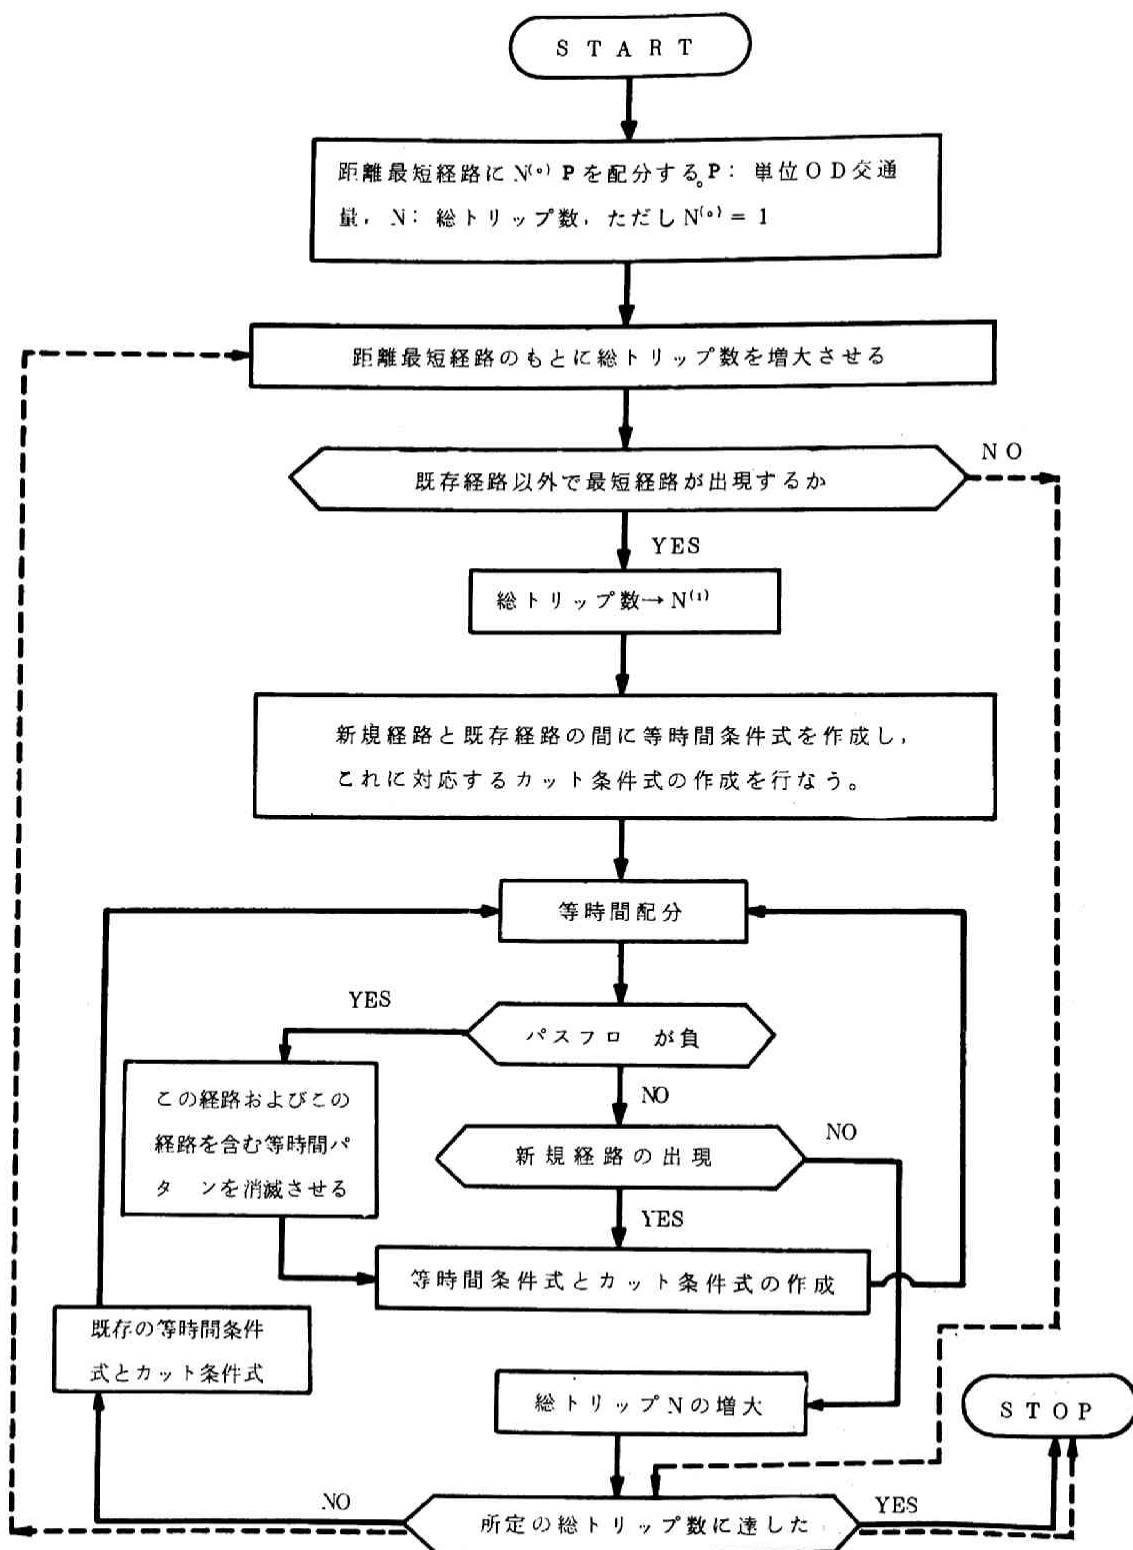 START
距離最短経路にN⁽⁰⁾Pを配分する。P：単位OD交通
量，N：総トリップ数，ただしN⁽⁰⁾＝1
距離最短経路のもとに総トリップ数を増大させる
既存経路以外で最短経路が出現するか
NO
YES
総トリップ数→N⁽¹⁾
新規経路と既存経路の間に等時間条件式を作成し，
これに対応するカット条件式の作成を行なう。
等時間配分
YES
パスフロ が負
NO
この経路およびこの
経路を含む等時間パ
タ ンを消滅させる
新規経路の出現
NO
YES
等時間条件式とカット条件式の作成
既存の等時間条件
式とカット条件式
総トリップNの増大
STOP
NO
所定の総トリップ数に達した
YES